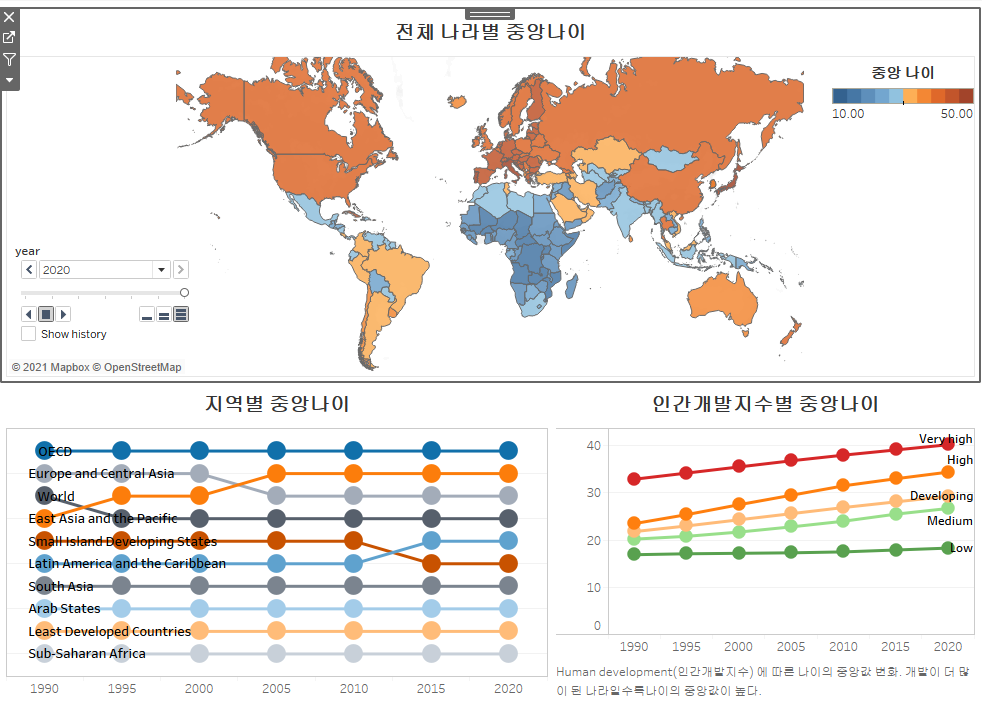 전체 나라별 중앙나이
중앙 나이
10.00 50.00
year
2020
Show history
© 2021 Mapbox © OpenStreetMap
지역별 중앙나이
OECD
Europe and Central Asia
World
East Asia and the Pacific
Small Island Developing States
Latin America and the Caribbean
South Asia
Arab States
Least Developed Countries
Sub-Saharan Africa
1990 1995 2000 2005 2010 2015 2020
인간개발지수별 중앙나이
40
30
20
10
0
Very high
High
Developing
Medium
Low
1990 1995 2000 2005 2010 2015 2020
Human development(인간개발지수) 에 따른 나이의 중앙값 변화. 개발이 더 많
이 된 나라일수록나이의 중앙값이 높다.